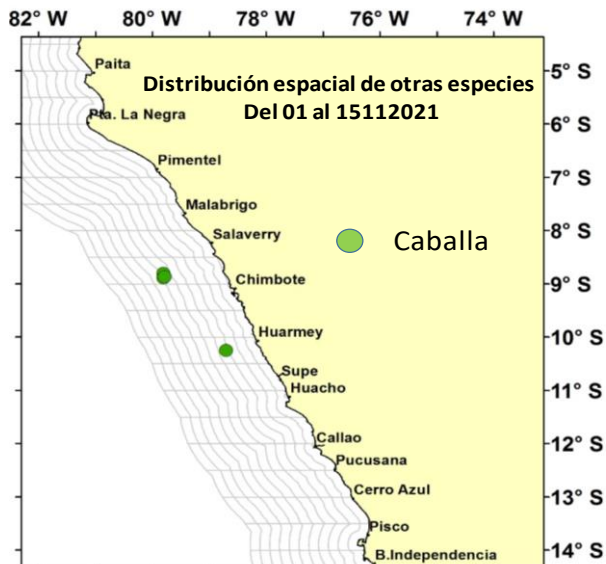 82° W 80° W 78° W 76° W 74° W
Paita
5° S
Distribución espacial de otras especies
Del 01 al 15112021
Pta. La Negra
6° S
Pimentel
7° S
Malabrigo
8° S
Salaverry
Caballa
Chimbote
9° S
Huarmey
10° S
Supe
Huacho
11° S
Callao
12° S
Pucusana
Cerro Azul
13° S
Pisco
14° S
B.Independencia